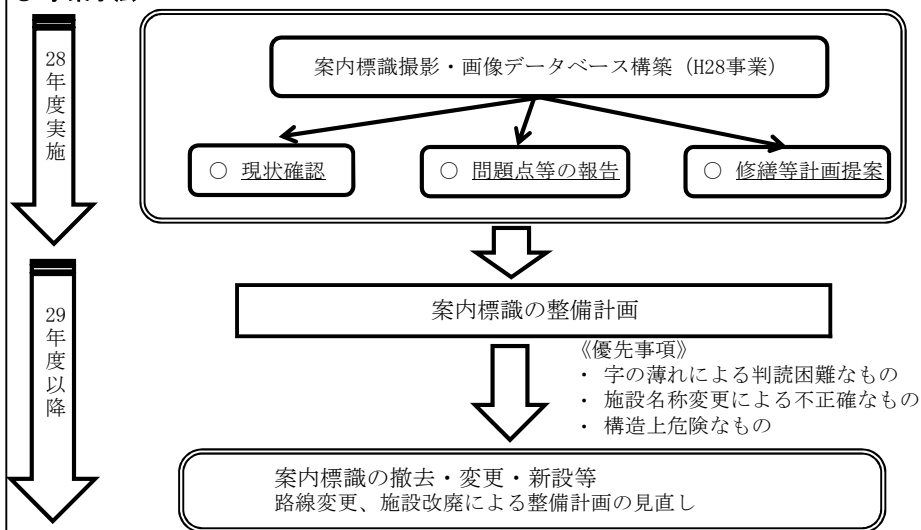 28年度実施
案内標識撮影・画像データベース構築（H28事業）
○ 現状確認
○ 問題点等の報告
○ 修繕等計画提案
29年度以降
案内標識の整備計画
《優先事項》
・ 字の薄れによる判読困難なもの
・ 施設名称変更による不正確なもの
・ 構造上危険なもの
案内標識の撤去・変更・新設等
路線変更、施設改廃による整備計画の見直し